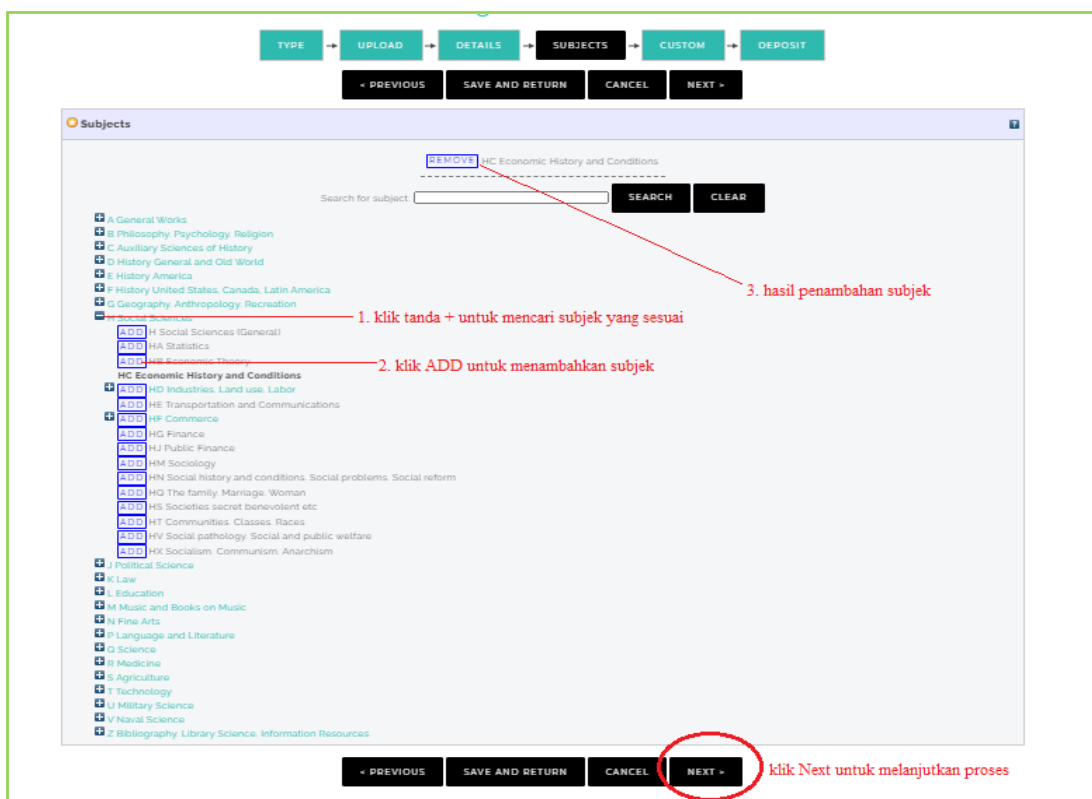 TYPE → UPLOAD → DETAILS → SUBJECTS → CUSTOM → DEPOSIT
< PREVIOUS SAVE AND RETURN CANCEL NEXT >
Subjects
REMOVE HC Economic History and Conditions
Search for subject: SEARCH CLEAR
A General Works
B Philosophy. Psychology. Religion
C Auxiliary Sciences of History
D History General and Old World
E History America
F History United States, Canada, Latin America
3. hasil penambahan subjek
G Geography. Anthropology. Recreation
H Social Sciences
1. klik tanda + untuk mencari subjek yang sesuai
ADD H Social Sciences (General)
ADD HA Statistics
ADD HB Economic Theory
2. klik ADD untuk menambahkan subjek
HC Economic History and Conditions
ADD HD Industries. Land use. Labor
ADD HE Transportation and Communications
ADD HF Commerce
ADD HG Finance
ADD HJ Public Finance
ADD HM Sociology
ADD HN Social history and conditions. Social problems. Social reform
ADD HQ The family. Marriage. Woman
ADD HS Societies secret benevolent etc
ADD HT Communities. Classes. Races
ADD HV Social pathology. Social and public welfare
ADD HX Socialism. Communism. Anarchism
J Political Science
K Law
L Education
M Music and Books on Music
N Fine Arts
P Language and Literature
Q Science
R Medicine
S Agriculture
T Technology
U Military Science
V Naval Science
Z Bibliography. Library Science. Information Resources
< PREVIOUS SAVE AND RETURN CANCEL NEXT >
klik Next untuk melanjutkan proses